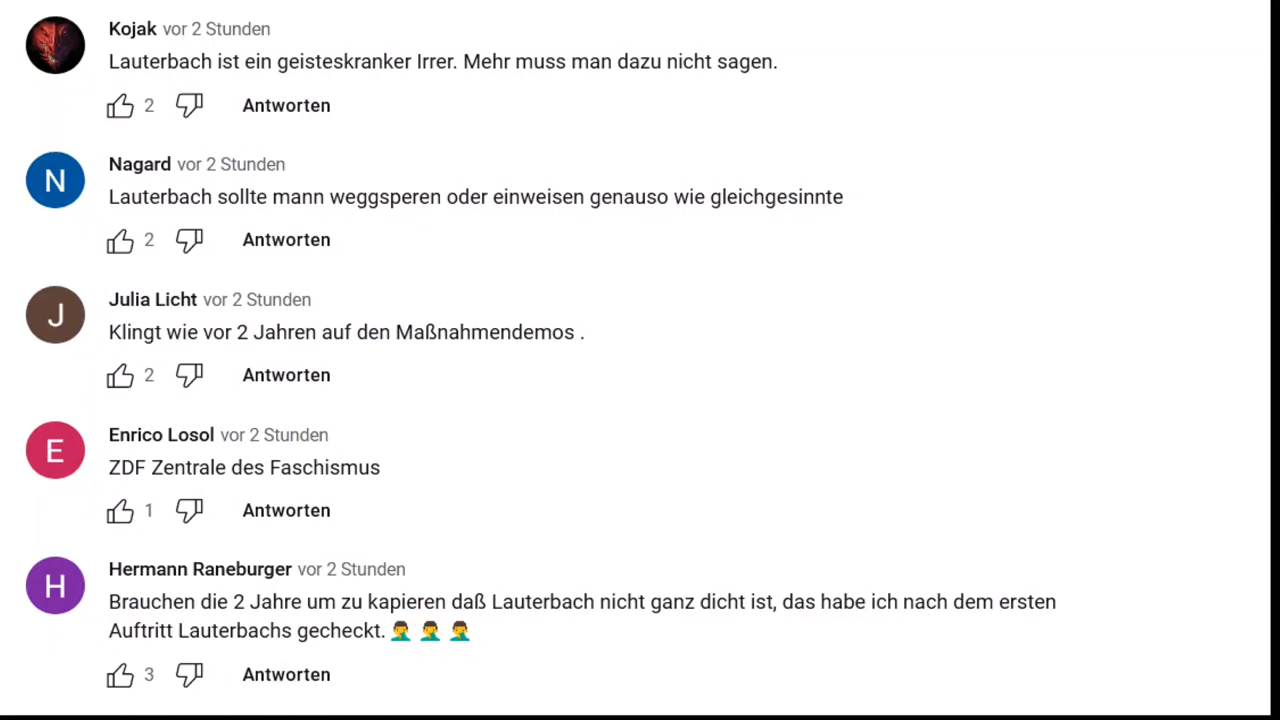 Kojak vor 2 Stunden
Lauterbach ist ein geisteskranker Irrer. Mehr muss man dazu nicht sagen.
2 Antworten
N
Nagard vor 2 Stunden
Lauterbach sollte mann weggsperen oder einweisen genauso wie gleichgesinnte
2 Antworten
J
Julia Licht vor 2 Stunden
Klingt wie vor 2 Jahren auf den Maßnahmendemos .
2 Antworten
E
Enrico Losol vor 2 Stunden
ZDF Zentrale des Faschismus
1 Antworten
H
Hermann Raneburger vor 2 Stunden
Brauchen die 2 Jahre um zu kapieren daß Lauterbach nicht ganz dicht ist, das habe ich nach dem ersten
Auftritt Lauterbachs gecheckt. 🤦‍♂️ 🤦‍♂️ 🤦‍♂️
3 Antworten